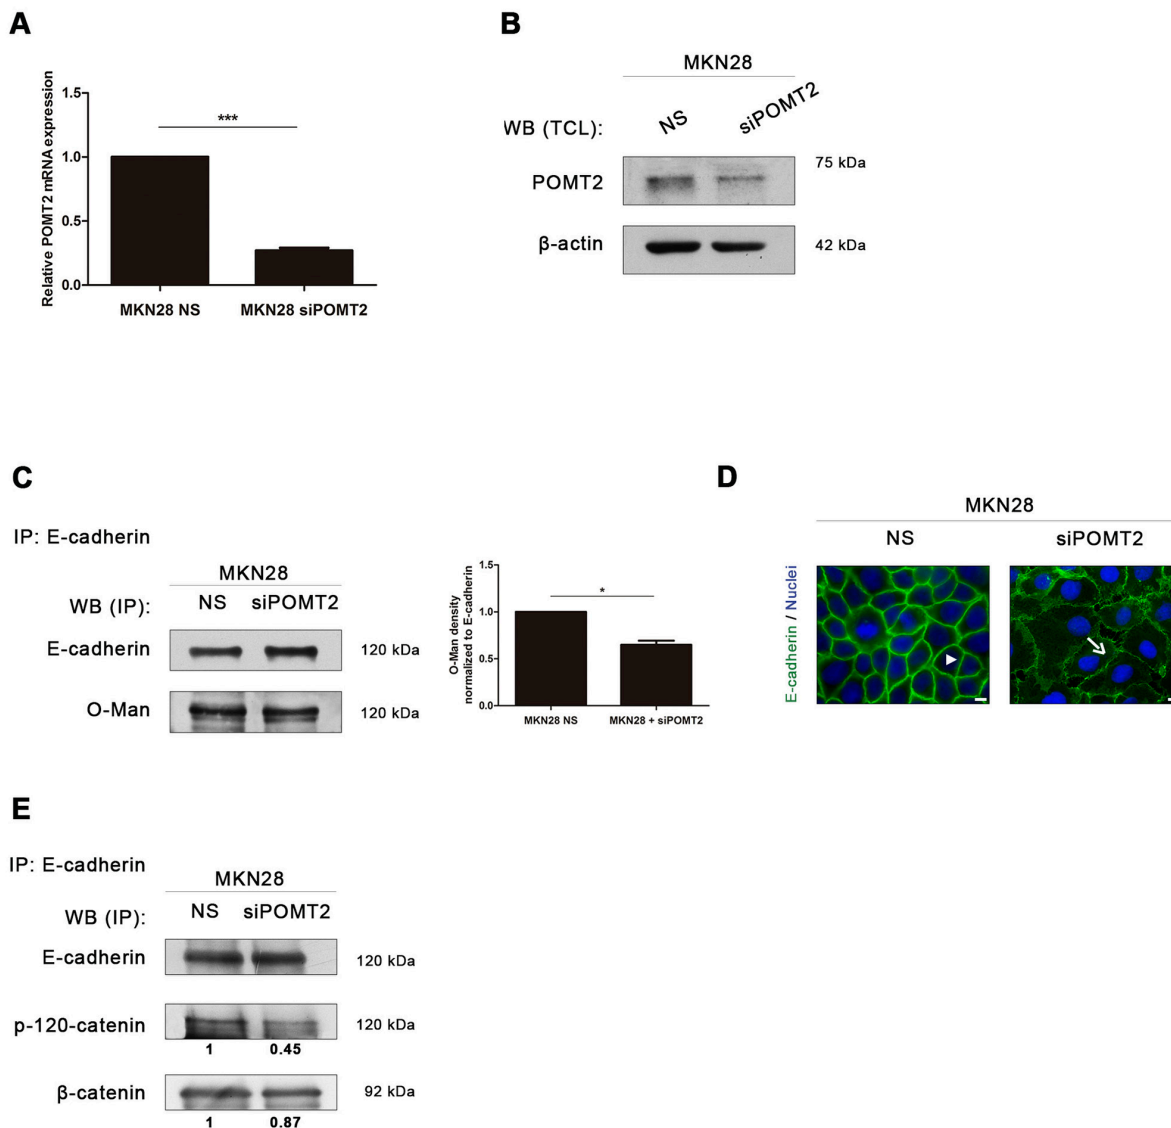 A
Relative POMT2 mRNA expression
1.5
1.0
0.5
0.0
***
MKN28 NS
MKN28 siPOMT2
B
MKN28
WB (TCL):
NS
siPOMT2
POMT2
75 kDa
β-actin
42 kDa
C
IP: E-cadherin
MKN28
WB (IP):
NS
siPOMT2
E-cadherin
120 kDa
O-Man
120 kDa
O-Man density
normalized to E-cadherin
1.5
1.0
0.5
0.0
*
MKN28 NS
MKN28 + siPOMT2
D
MKN28
NS
siPOMT2
E-cadherin / Nuclei
E
IP: E-cadherin
MKN28
WB (IP):
NS
siPOMT2
E-cadherin
120 kDa
p-120-catenin
120 kDa
1
0.45
β-catenin
92 kDa
1
0.87